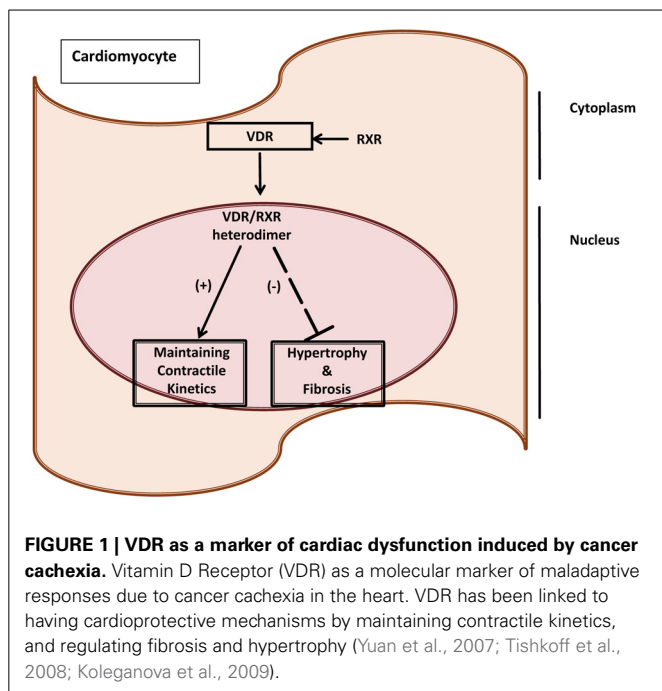 Cardiomyocyte
Cytoplasm
VDR
RXR
Nucleus
VDR/RXR
heterodimer
(+)
(-)
Maintaining
Contractile
Kinetics
Hypertrophy
&
Fibrosis
FIGURE 1 | VDR as a marker of cardiac dysfunction induced by cancer
cachexia. Vitamin D Receptor (VDR) as a molecular marker of maladaptive
responses due to cancer cachexia in the heart. VDR has been linked to
having cardioprotective mechanisms by maintaining contractile kinetics,
and regulating fibrosis and hypertrophy (Yuan et al., 2007; Tishkoff et al.,
2008; Koleganova et al., 2009).